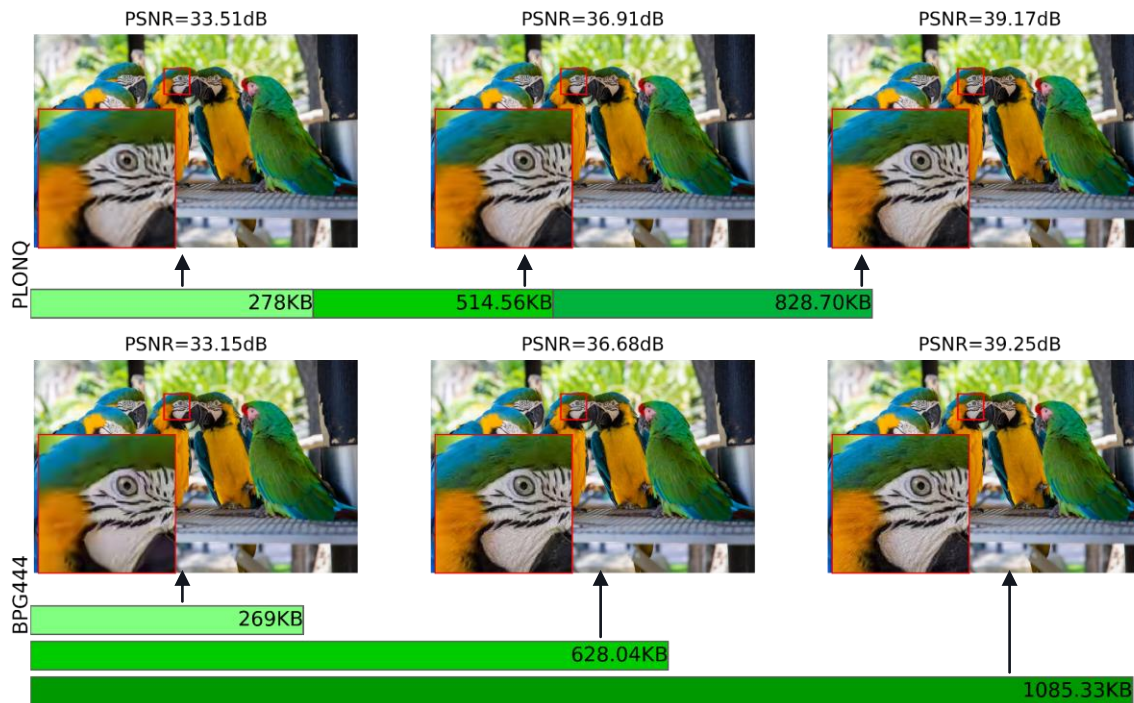 PSNR=33.51dB
PSNR=36.91dB
PSNR=39.17dB
PLONQ
278KB
514.56KB
828.70KB
PSNR=33.15dB
PSNR=36.68dB
PSNR=39.25dB
BPG444
269KB
628.04KB
1085.33KB